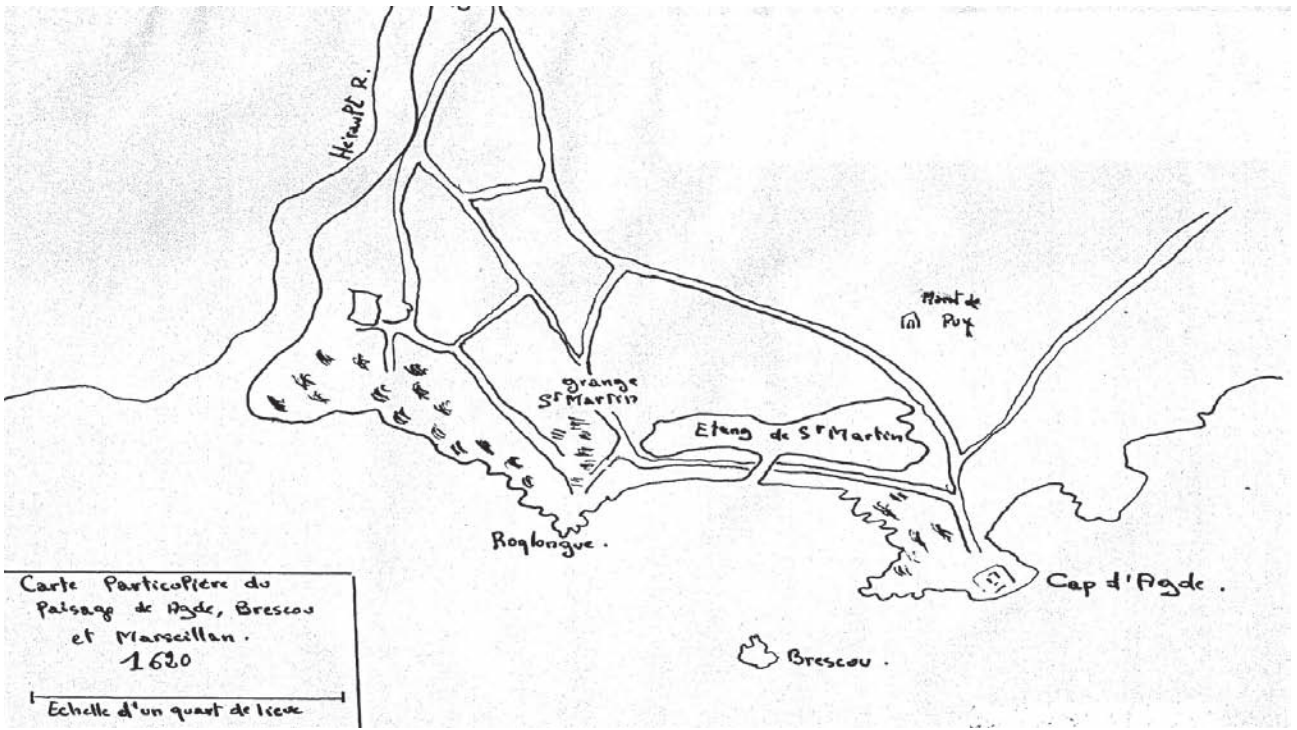 Hérault R.
Mont de
Puy
grange
St Martin
Etang de St Martin
Roqlongue.
Cap d'Agde.
Brescou.
Carte Particulière du
Païsage de Agde, Brescou
et Marseillan.
1620
Echelle d'un quart de lieue